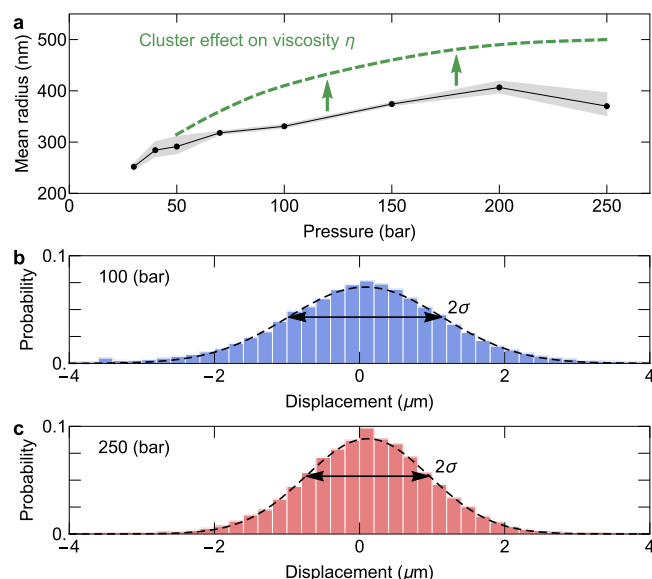 a
Cluster effect on viscosity η
Mean radius (nm)
500
400
300
200
0 50 100 150 200 250
Pressure (bar)
b
100 (bar)
2σ
Probability
0.1
0.
−4 −2 0 2 4
Displacement (μm)
c
250 (bar)
2σ
Probability
0.1
0.
−4 −2 0 2 4
Displacement (μm)